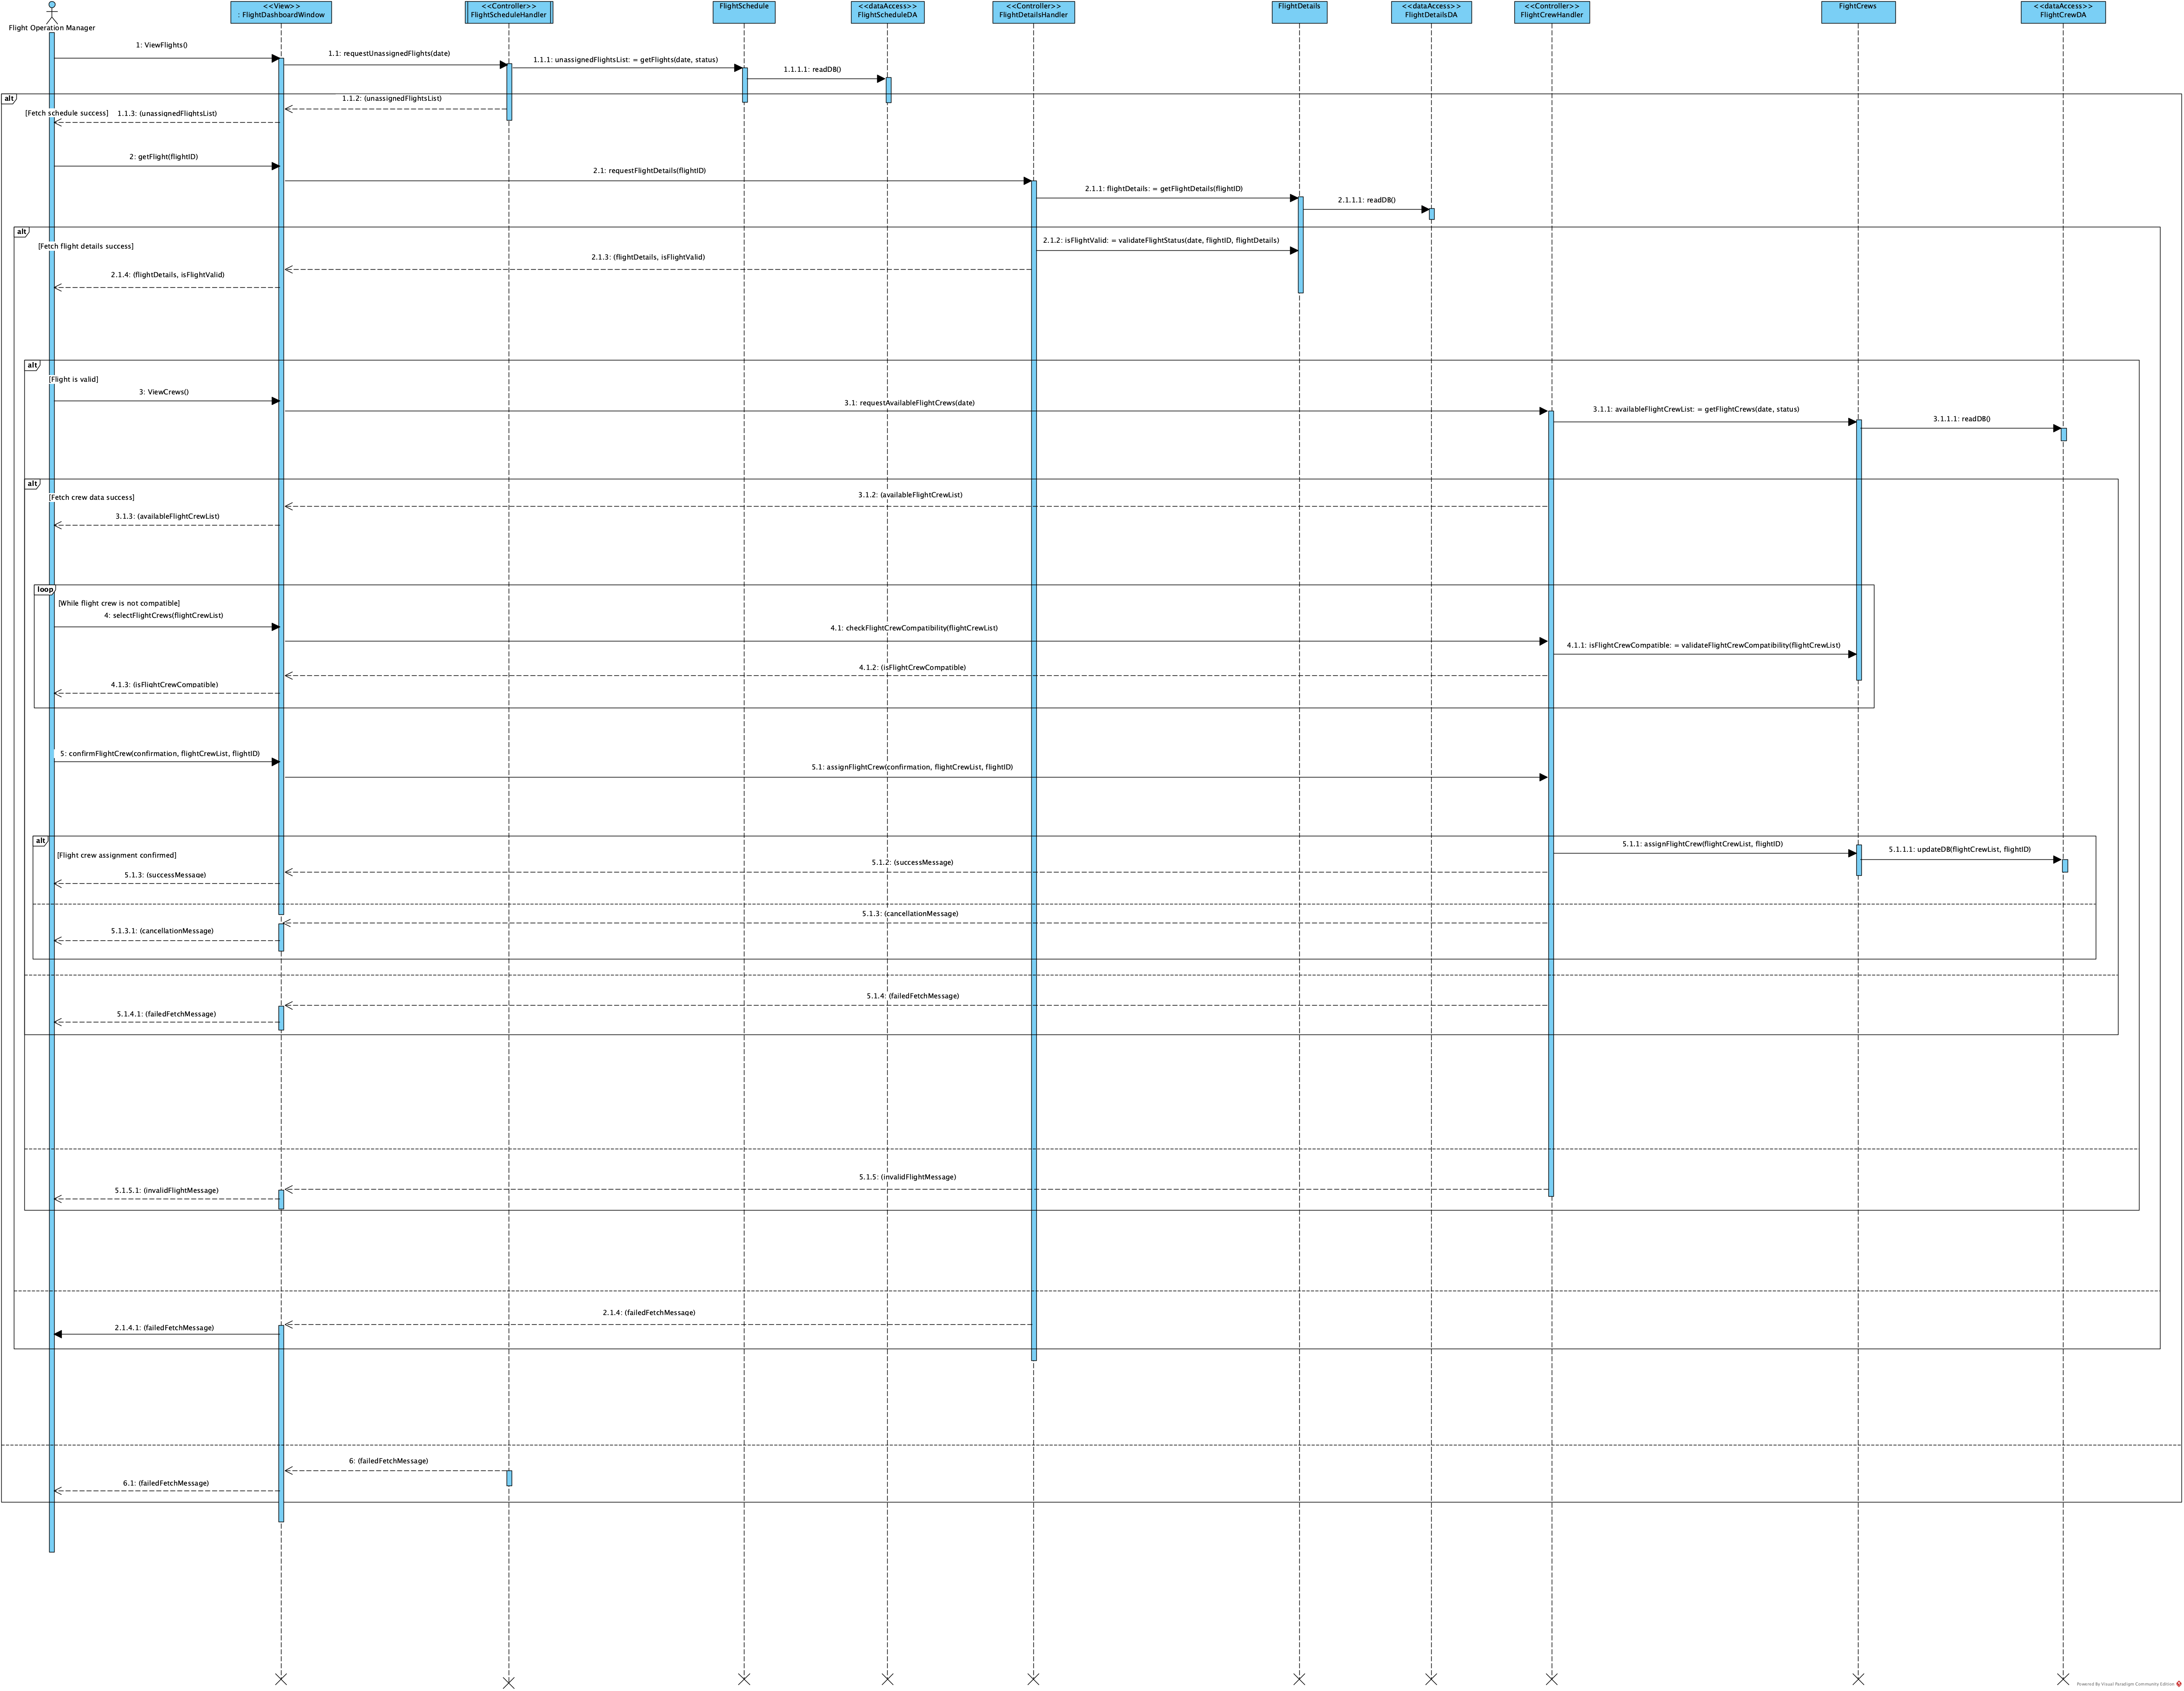 <<View>>
: FlightDashboardWindow
<<Controller>>
FlightScheduleHandler
FlightSchedule
<<dataAccess>>
FlightScheduleDA
<<Controller>>
FlightDetailsHandler
FlightDetails
<<dataAccess>>
FlightDetailsDA
<<Controller>>
FlightCrewHandler
FightCrews
<<dataAccess>>
FlightCrewDA
Flight Operation Manager
1: ViewFlights()
1.1: requestUnassignedFlights(date)
1.1.1: unassignedFlightsList: = getFlights(date, status)
1.1.1.1: readDB()
alt
1.1.2: (unassignedFlightsList)
[Fetch schedule success]
1.1.3: (unassignedFlightsList)
2: getFlight(flightID)
2.1: requestFlightDetails(flightID)
2.1.1: flightDetails: = getFlightDetails(flightID)
2.1.1.1: readDB()
alt
[Fetch flight details success]
2.1.2: isFlightValid: = validateFlightStatus(date, flightID, flightDetails)
2.1.3: (flightDetails, isFlightValid)
2.1.4: (flightDetails, isFlightValid)
alt
[Flight is valid]
3: ViewCrews()
3.1: requestAvailableFlightCrews(date)
3.1.1: availableFlightCrewList: = getFlightCrews(date, status)
3.1.1.1: readDB()
alt
[Fetch crew data success]
3.1.2: (availableFlightCrewList)
3.1.3: (availableFlightCrewList)
loop
[While flight crew is not compatible]
4: selectFlightCrews(flightCrewList)
4.1: checkFlightCrewCompatibility(flightCrewList)
4.1.1: isFlightCrewCompatible: = validateFlightCrewCompatibility(flightCrewList)
4.1.2: (isFlightCrewCompatible)
4.1.3: (isFlightCrewCompatible)
5: confirmFlightCrew(confirmation, flightCrewList, flightID)
5.1: assignFlightCrew(confirmation, flightCrewList, flightID)
alt
[Flight crew assignment confirmed]
5.1.1: assignFlightCrew(flightCrewList, flightID)
5.1.1.1: updateDB(flightCrewList, flightID)
5.1.2: (successMessage)
5.1.3: (successMessage)
5.1.3: (cancellationMessage)
5.1.3.1: (cancellationMessage)
5.1.4: (failedFetchMessage)
5.1.4.1: (failedFetchMessage)
5.1.5: (invalidFlightMessage)
5.1.5.1: (invalidFlightMessage)
2.1.4: (failedFetchMessage)
2.1.4.1: (failedFetchMessage)
6: (failedFetchMessage)
6.1: (failedFetchMessage)
Powered By Visual Paradigm Community Edition